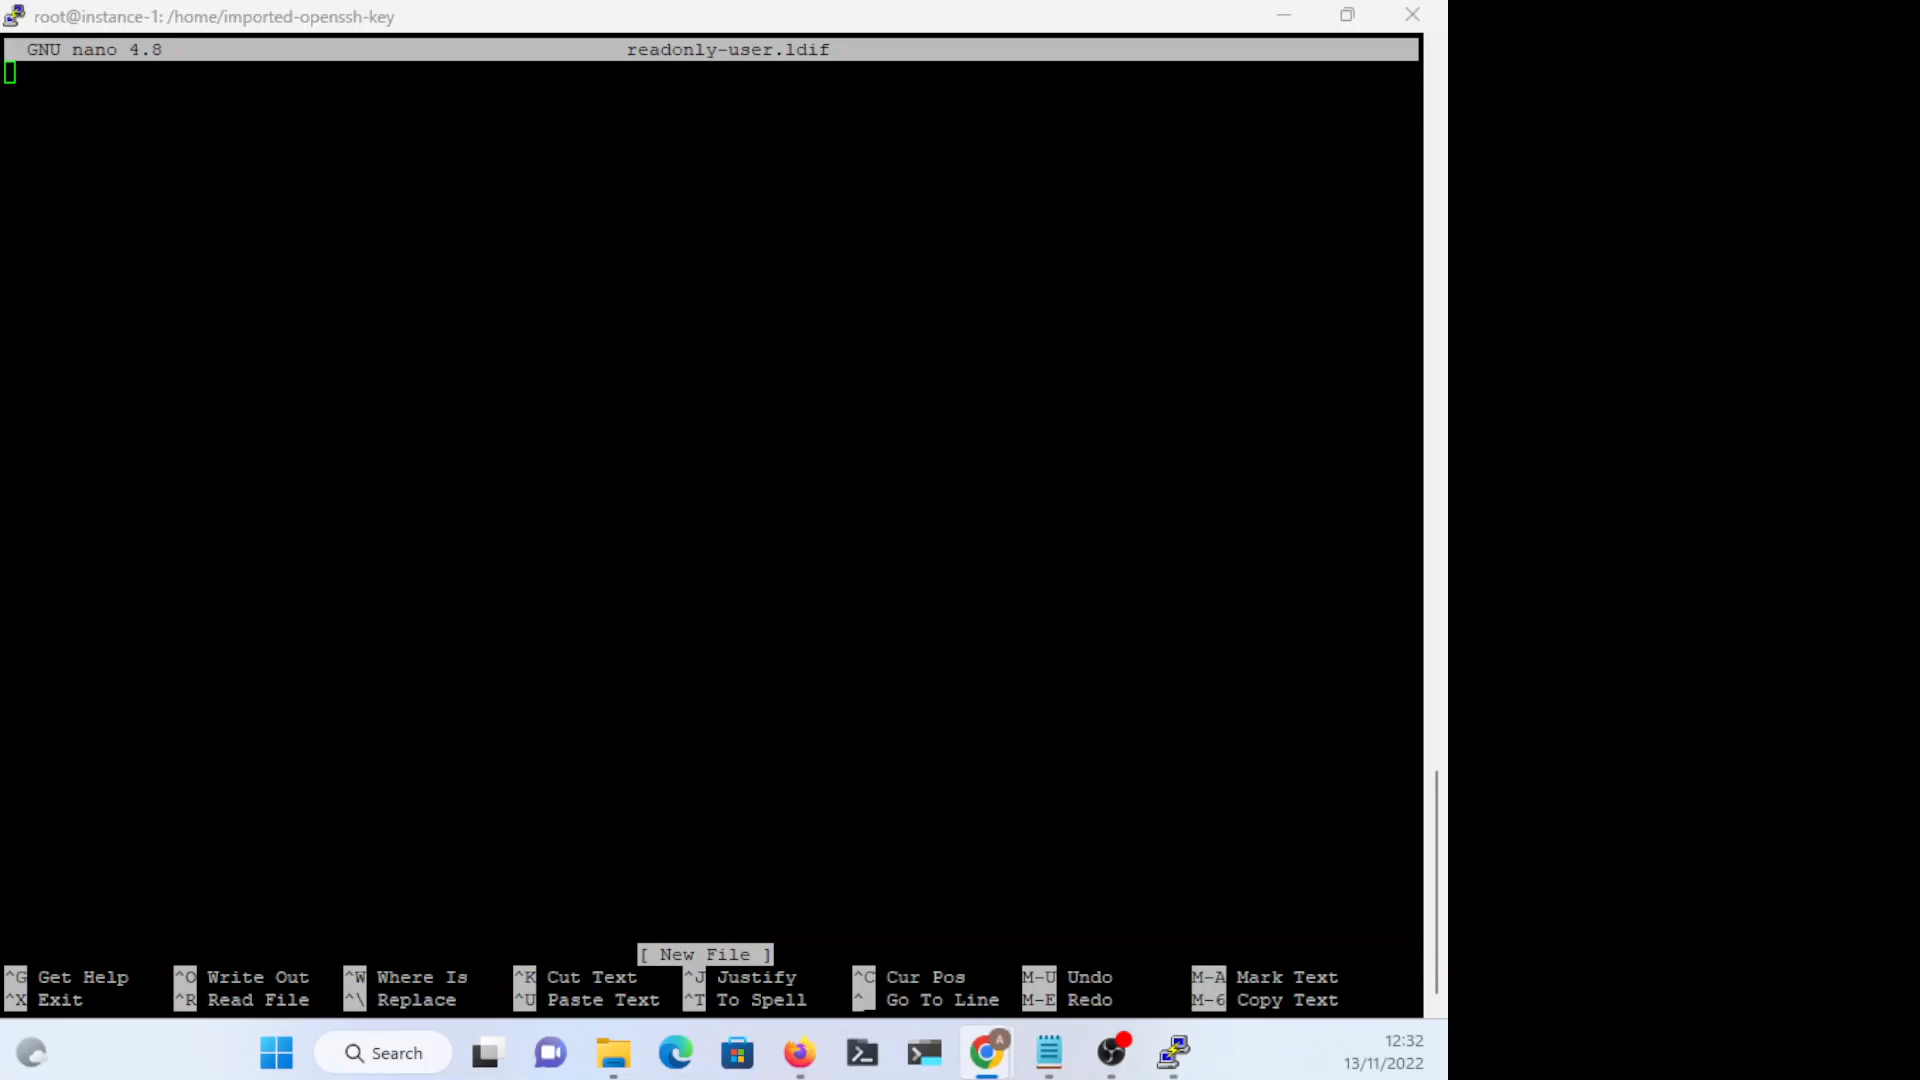 root@instance-1: /home/imported-openssh-key
GNU nano 4.8 readonly-user.ldif
[ New File ]
^G Get Help ^O Write Out ^W Where Is ^K Cut Text ^J Justify ^C Cur Pos M-U Undo M-A Mark Text
^X Exit ^R Read File ^\ Replace ^U Paste Text ^T To Spell ^_ Go To Line M-E Redo M-6 Copy Text
Search
A
12:32
13/11/2022